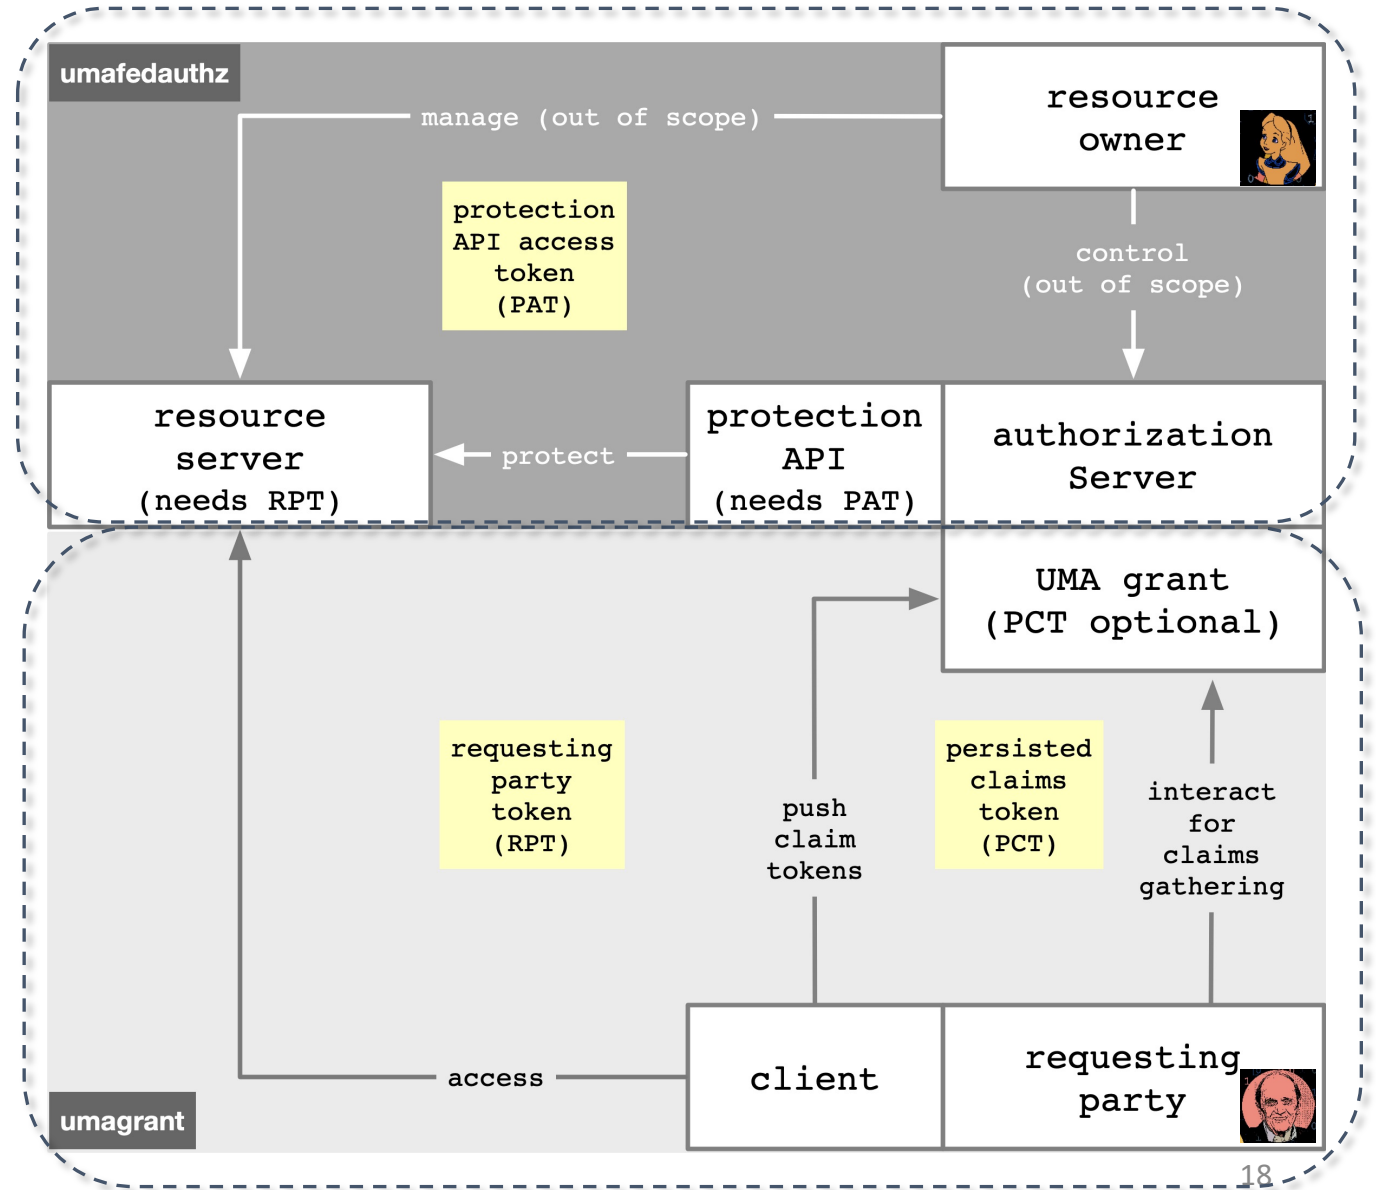 umafedauthz
resource
owner
manage (out of scope)
protection
API access
token
(PAT)
control
(out of scope)
resource
server
(needs RPT)
protect
protection
API
(needs PAT)
authorization
Server
UMA grant
(PCT optional)
requesting
party
token
(RPT)
push
claim
tokens
persisted
claims
token
(PCT)
interact
for
claims
gathering
access
client
requesting
party
umagrant
18